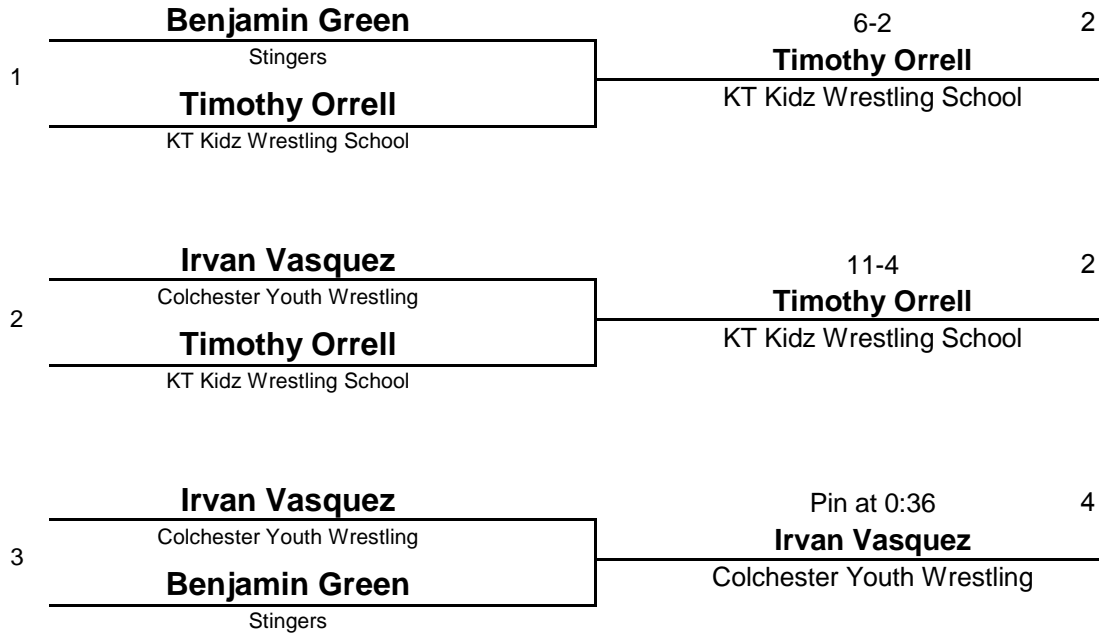 Benjamin Green
Stingers
1
Timothy Orrell
KT Kidz Wrestling School
6-2 2
Timothy Orrell
KT Kidz Wrestling School
Irvan Vasquez
Colchester Youth Wrestling
2
Timothy Orrell
KT Kidz Wrestling School
11-4 2
Timothy Orrell
KT Kidz Wrestling School
Irvan Vasquez
Colchester Youth Wrestling
3
Benjamin Green
Stingers
Pin at 0:36 4
Irvan Vasquez
Colchester Youth Wrestling